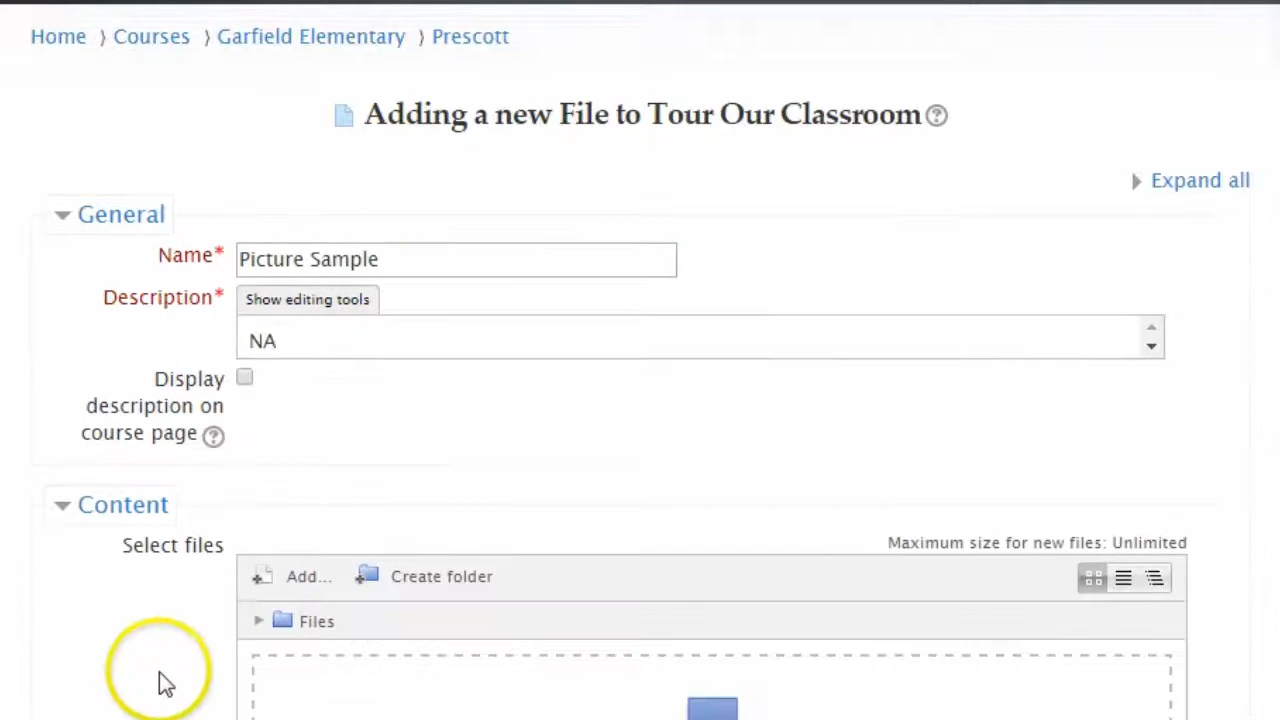 Home ⟩ Courses ⟩ Garfield Elementary ⟩ Prescott
Adding a new File to Tour Our Classroom
Expand all
General
Name*
Picture Sample
Description*
Show editing tools
NA
Display
description on
course page
Content
Select files
Maximum size for new files: Unlimited
Add... Create folder
Files